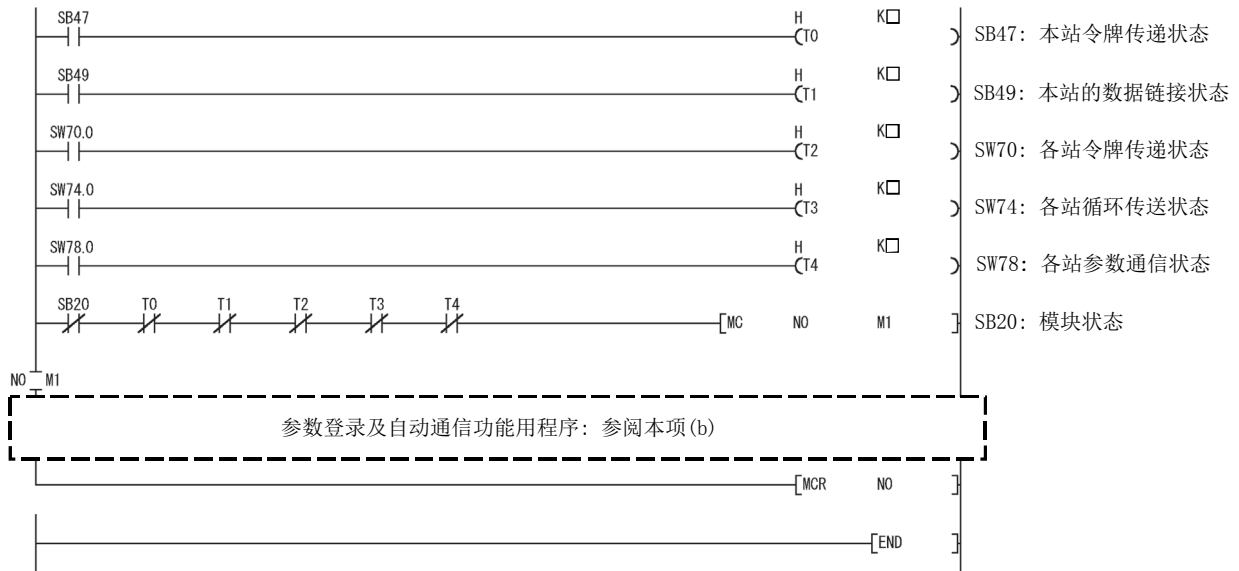 SB47 H K□
(T0 ) SB47: 本站令牌传递状态
SB49 H K□
(T1 ) SB49: 本站的数据链接状态
SW70.0 H K□
(T2 ) SW70: 各站令牌传递状态
SW74.0 H K□
(T3 ) SW74: 各站循环传送状态
SW78.0 H K□
(T4 ) SW78: 各站参数通信状态
SB20 T0 T1 T2 T3 T4
[MC N0 M1 ] SB20: 模块状态
N0 M1
参数登录及自动通信功能用程序: 参阅本项(b)
[MCR N0 ]
[END ]